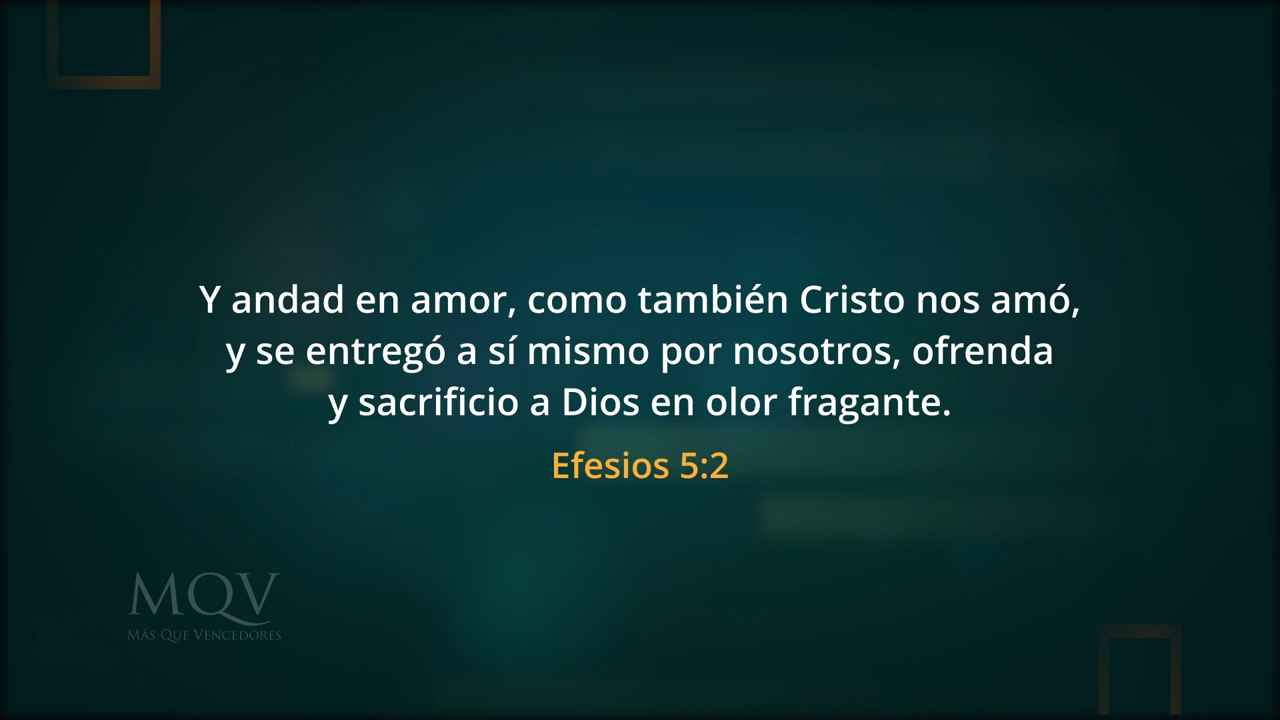 Y andad en amor, como también Cristo nos amó,
y se entregó a sí mismo por nosotros, ofrenda
y sacrificio a Dios en olor fragante.
Efesios 5:2
MQV
Más Que Vencedores